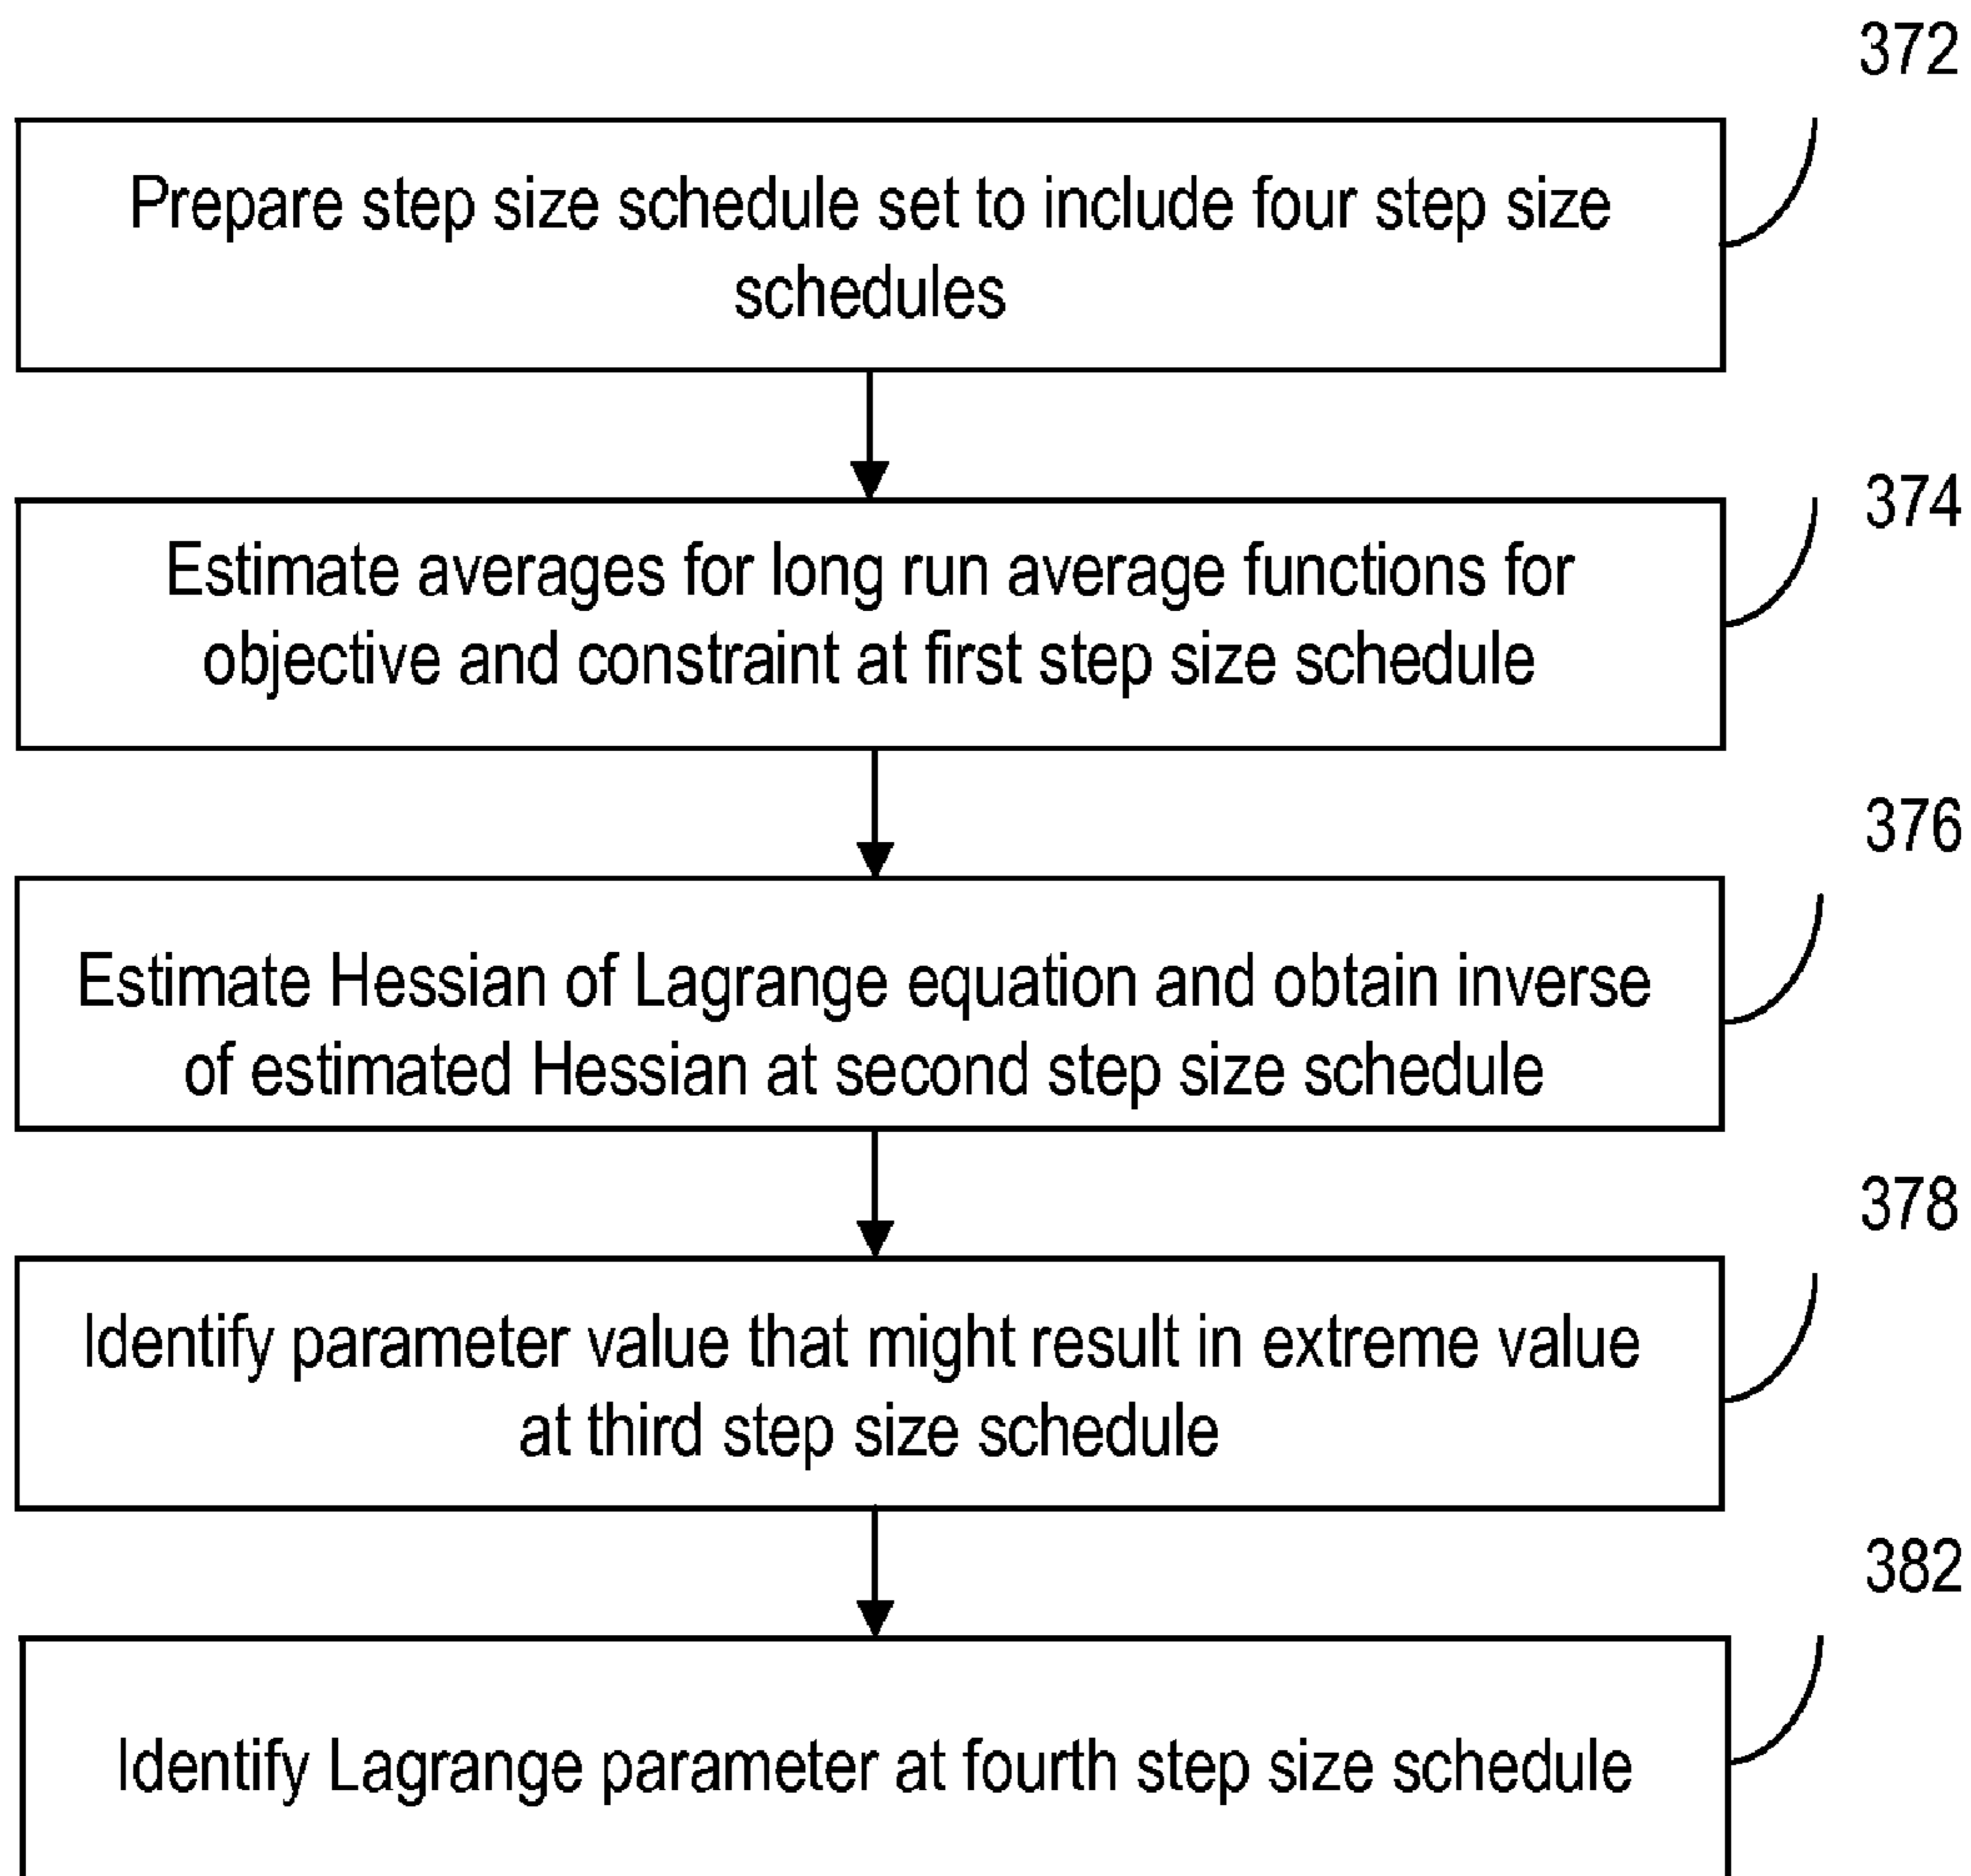 372
Prepare step size schedule set to include four step size
schedules
374
Estimate averages for long run average functions for
objective and constraint at first step size schedule
376
Estimate Hessian of Lagrange equation and obtain inverse
of estimated Hessian at second step size schedule
378
Identify parameter value that might result in extreme value
at third step size schedule
382
Identify Lagrange parameter at fourth step size schedule